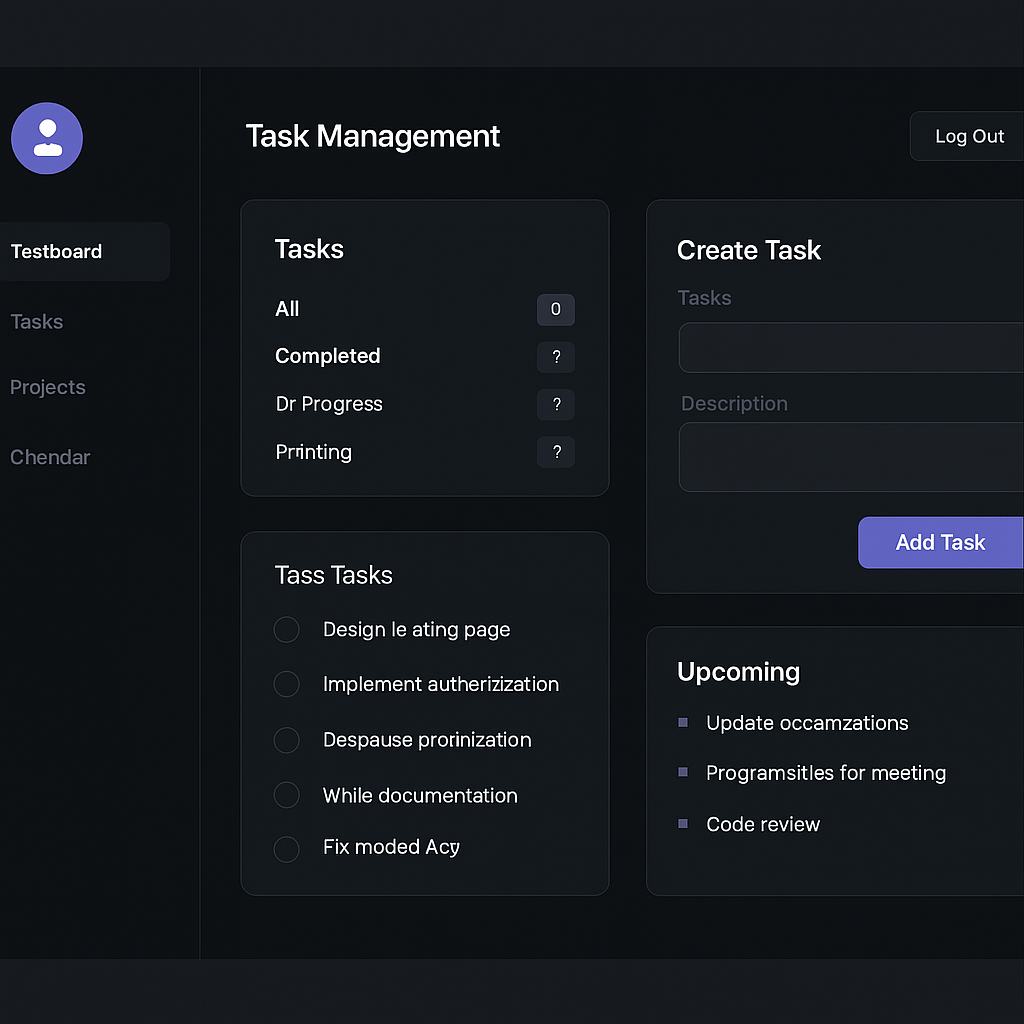 Task Management
Log Out
Testboard
Tasks
Projects
Chendar
Tasks
All 0
Completed ?
Dr Progress ?
Printing ?
Create Task
Tasks
Description
Add Task
Tass Tasks
Design le ating page
Implement autherizization
Despause prorinization
While documentation
Fix moded Acy
Upcoming
Update occamzations
Programsitles for meeting
Code review